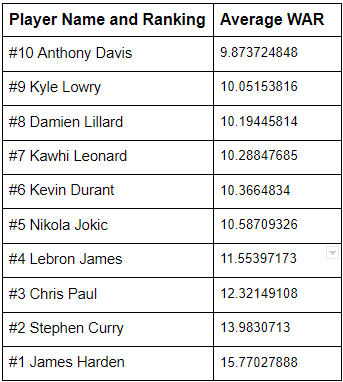 Player Name and Ranking Average WAR
#10 Anthony Davis 9.873724848
#9 Kyle Lowry 10.05153816
#8 Damien Lillard 10.19445814
#7 Kawhi Leonard 10.28847685
#6 Kevin Durant 10.3664834
#5 Nikola Jokic 10.58709326
#4 Lebron James 11.55397173
#3 Chris Paul 12.32149108
#2 Stephen Curry 13.9830713
#1 James Harden 15.77027888